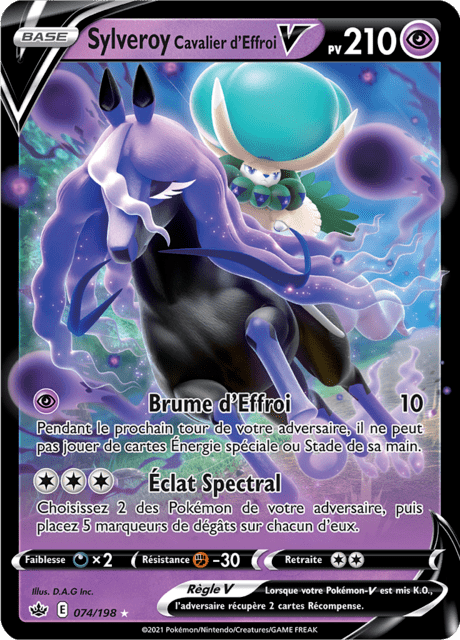 BASE Sylveroy Cavalier d'Effroi V PV 210
Brume d'Effroi 10
Pendant le prochain tour de votre adversaire, il ne peut
pas jouer de cartes Énergie spéciale ou Stade de sa main.
Éclat Spectral
Choisissez 2 des Pokémon de votre adversaire, puis
placez 5 marqueurs de dégâts sur chacun d'eux.
Faiblesse ×2 Résistance -30 Retraite
Illus. D.A.G Inc.
Règle V Lorsque votre Pokémon-V est mis K.O.,
l'adversaire récupère 2 cartes Récompense.
E 074/198
©2021 Pokémon/Nintendo/Creatures/GAME FREAK